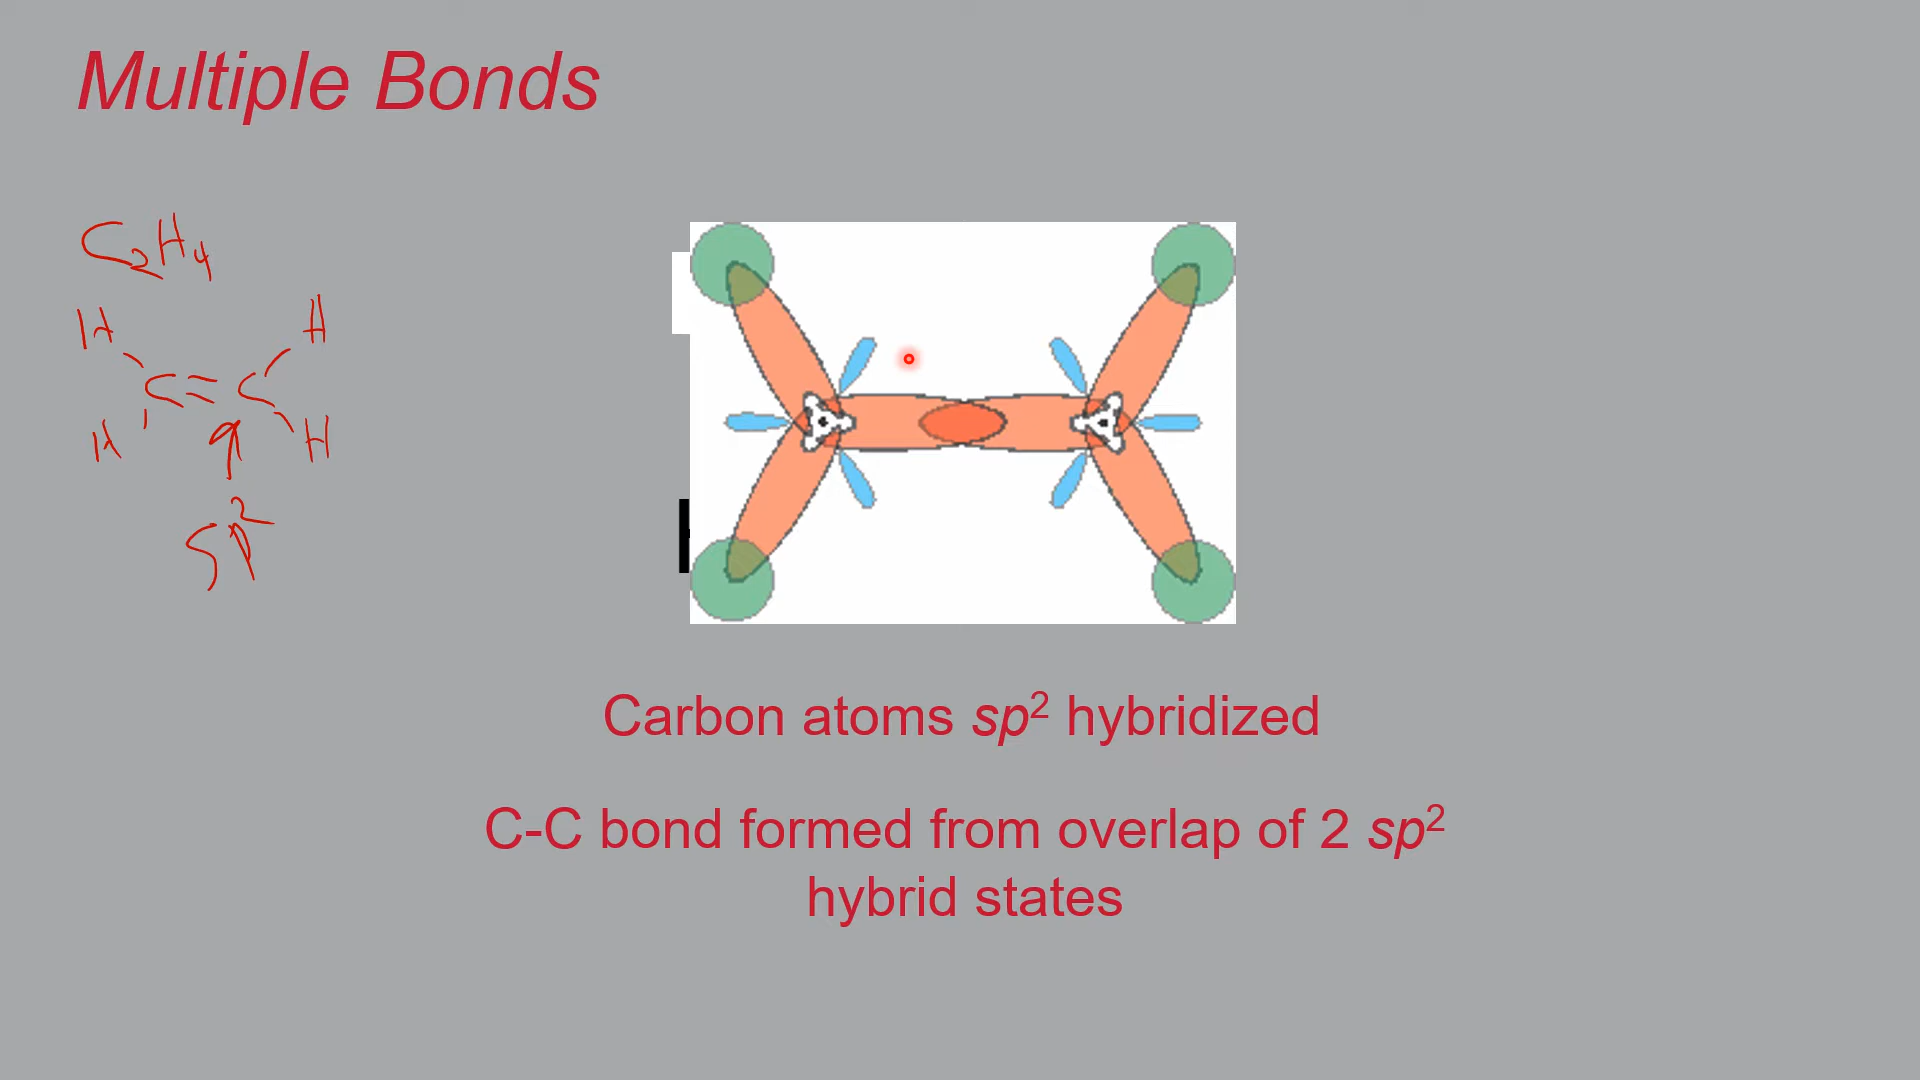 Multiple Bonds
C2H4
H H
C=C
H H
sp²
Carbon atoms sp² hybridized
C-C bond formed from overlap of 2 sp²
hybrid states